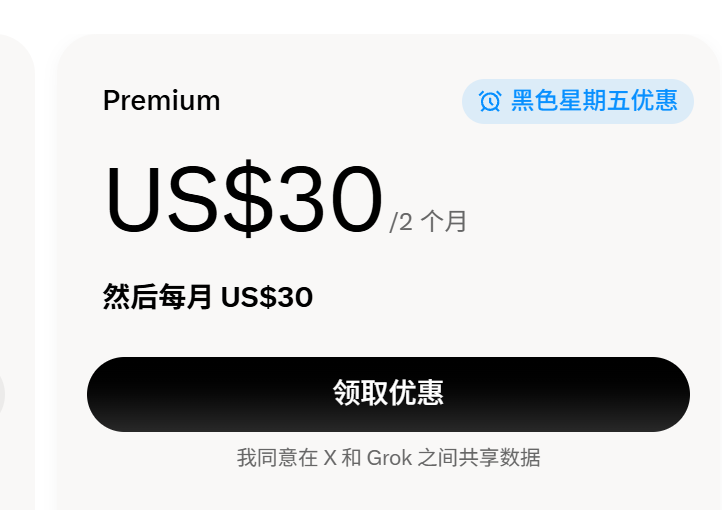 Premium
黑色星期五优惠
US$30 /2 个月
然后每月 US$30
领取优惠
我同意在 X 和 Grok 之间共享数据